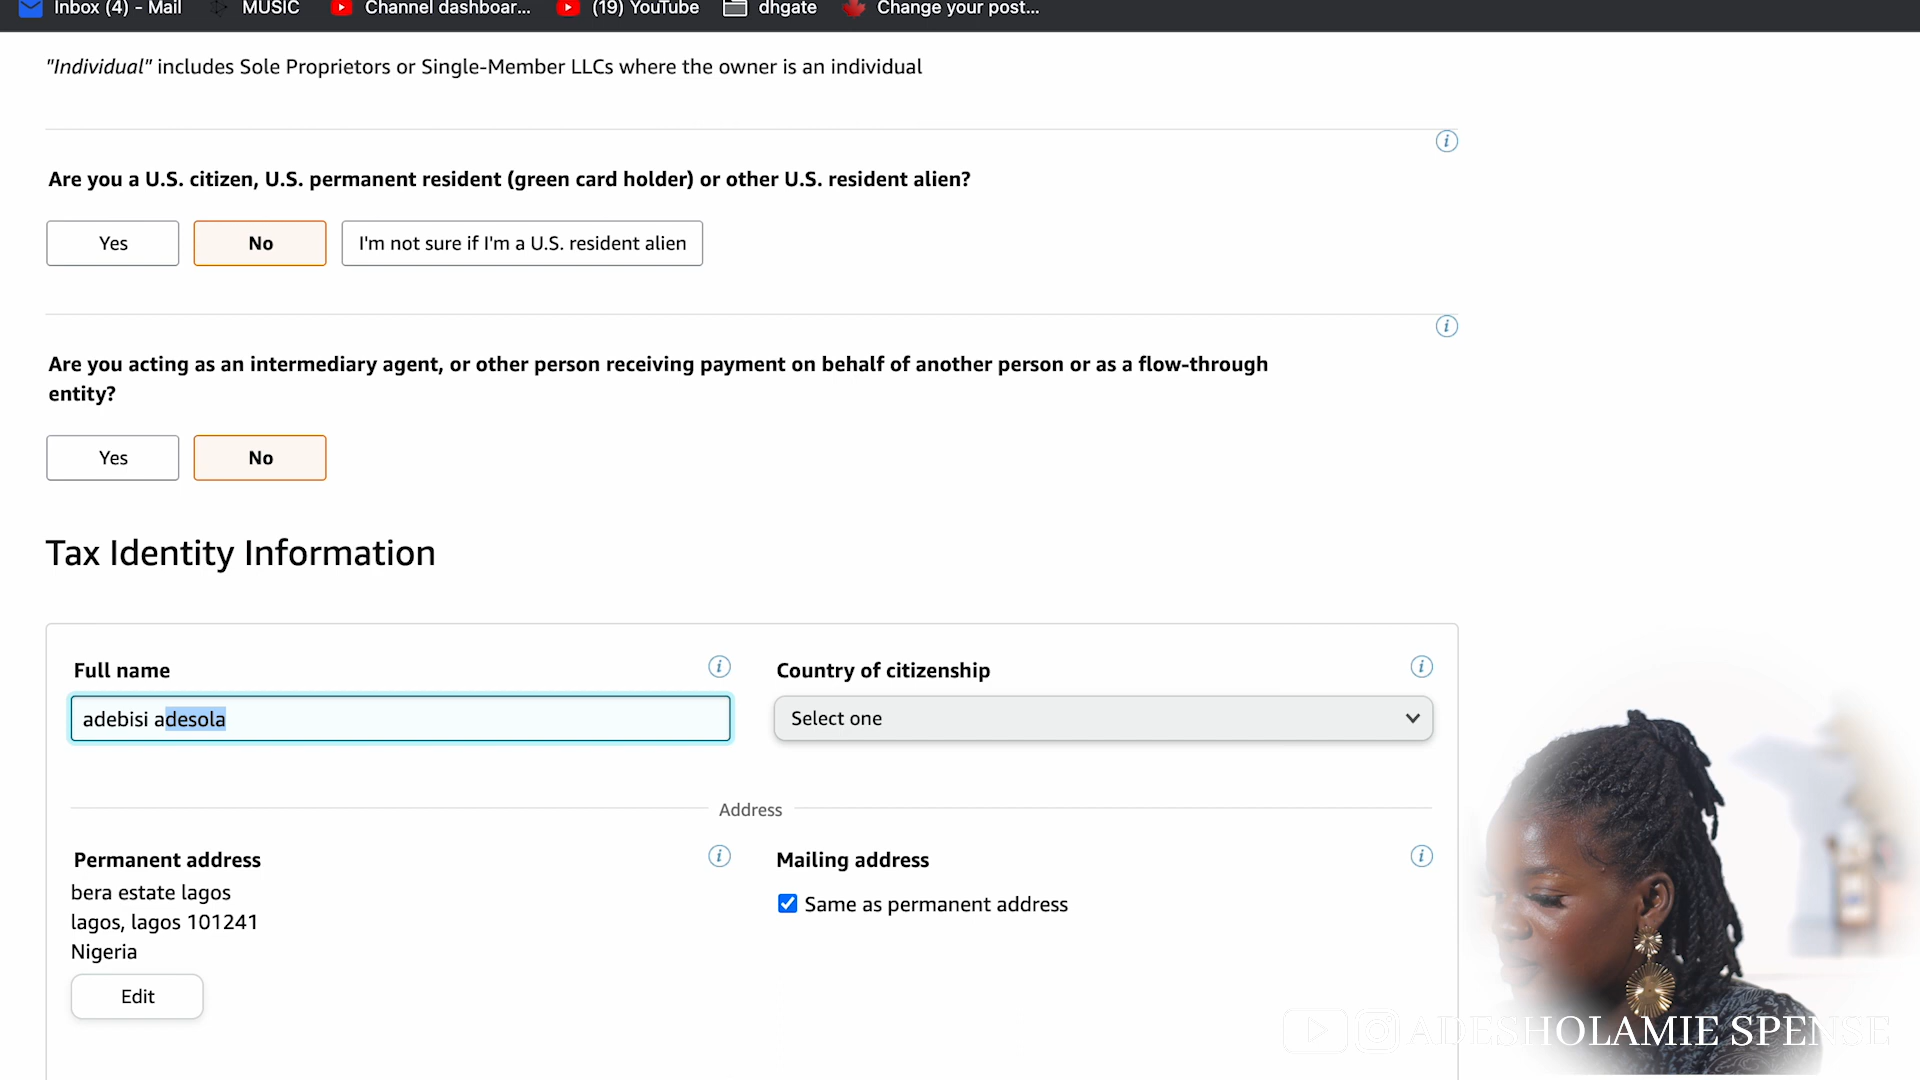 Inbox (4) - Mail MUSIC Channel dashboar... (19) YouTube dhgate Change your post...
"Individual" includes Sole Proprietors or Single-Member LLCs where the owner is an individual
Are you a U.S. citizen, U.S. permanent resident (green card holder) or other U.S. resident alien?
Yes No I'm not sure if I'm a U.S. resident alien
Are you acting as an intermediary agent, or other person receiving payment on behalf of another person or as a flow-through
entity?
Yes No
Tax Identity Information
Full name Country of citizenship
adebisi adesola Select one
Address
Permanent address Mailing address
bera estate lagos
Same as permanent address
lagos, lagos 101241
Nigeria
Edit
ADESHOLAMIE SPENSE